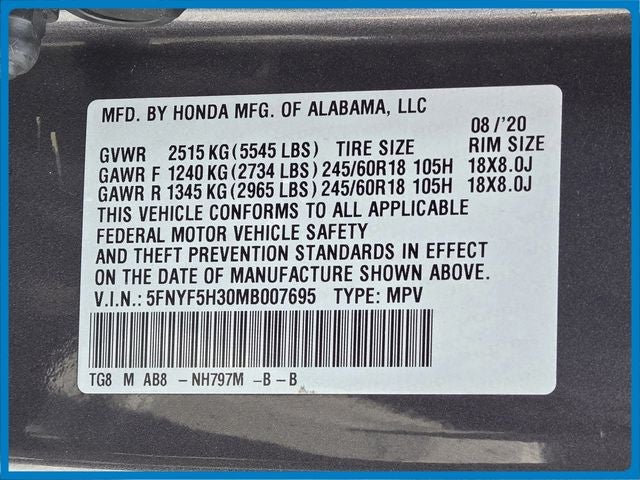 MFD. BY HONDA MFG. OF ALABAMA, LLC
08/'20
GVWR 2515 KG (5545 LBS) TIRE SIZE RIM SIZE
GAWR F 1240 KG (2734 LBS) 245/60R18 105H 18X8.0J
GAWR R 1345 KG (2965 LBS) 245/60R18 105H 18X8.0J
THIS VEHICLE CONFORMS TO ALL APPLICABLE
FEDERAL MOTOR VEHICLE SAFETY
AND THEFT PREVENTION STANDARDS IN EFFECT
ON THE DATE OF MANUFACTURE SHOWN ABOVE.
V.I.N.: 5FNYF5H30MB007695 TYPE: MPV
TG8 M AB8 - NH797M - B - B